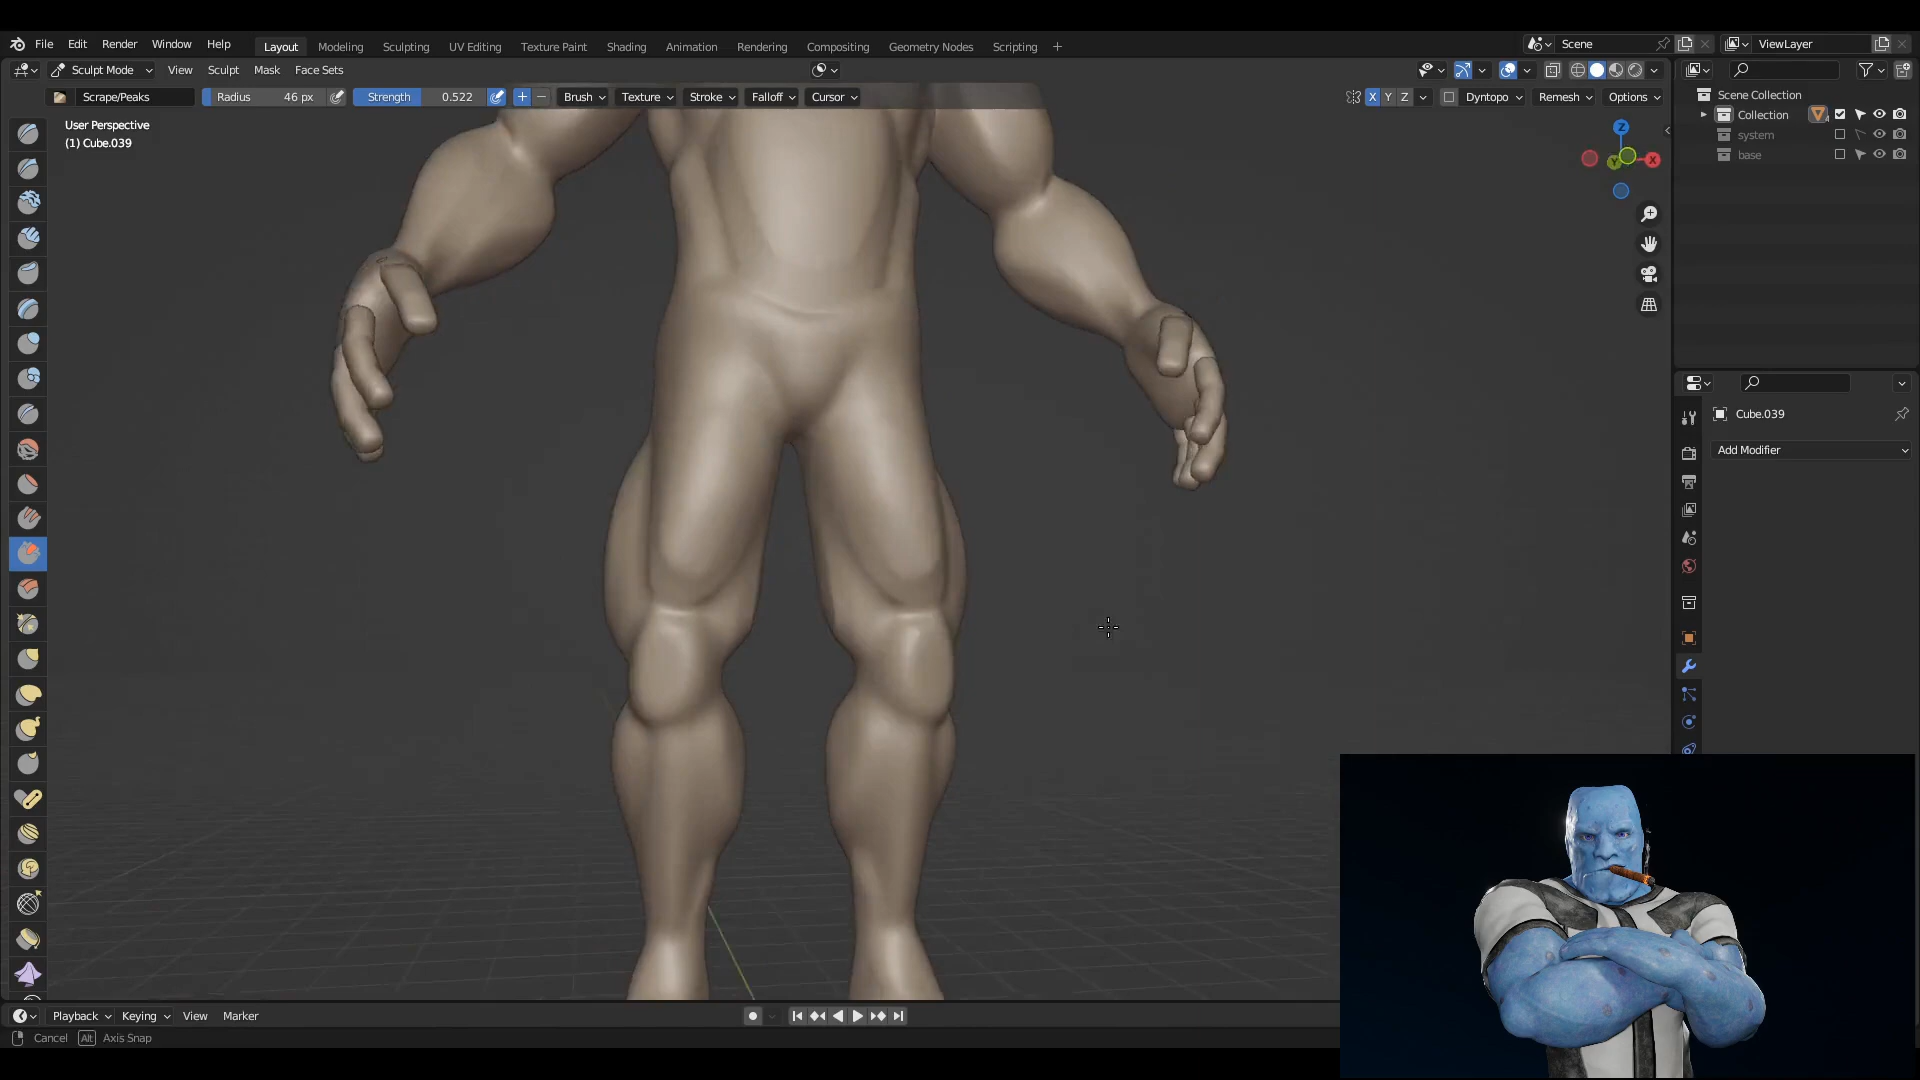 File Edit Render Window Help Layout Modeling Sculpting UV Editing Texture Paint Shading Animation Rendering Compositing Geometry Nodes Scripting + Scene ViewLayer
Sculpt Mode View Sculpt Mask Face Sets
Scrape/Peaks Radius 46 px Strength 0.522 Brush Texture Stroke Falloff Cursor X Y Z Dyntopo Remesh Options
User Perspective
(1) Cube.039
Z
X
Y
Scene Collection
Collection
system
base
Cube.039
Add Modifier
Playback Keying View Marker
Cancel Alt Axis Snap